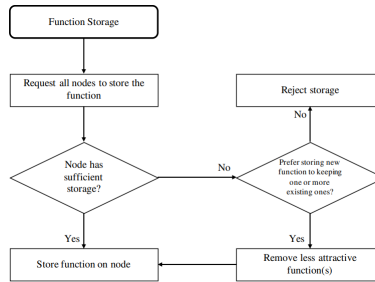 Function Storage
Request all nodes to store the
function
Reject storage
No
Node has
sufficient
storage?
No
Prefer storing new
function to keeping
one or more
existing ones?
Yes
Yes
Store function on node
Remove less attractive
function(s)